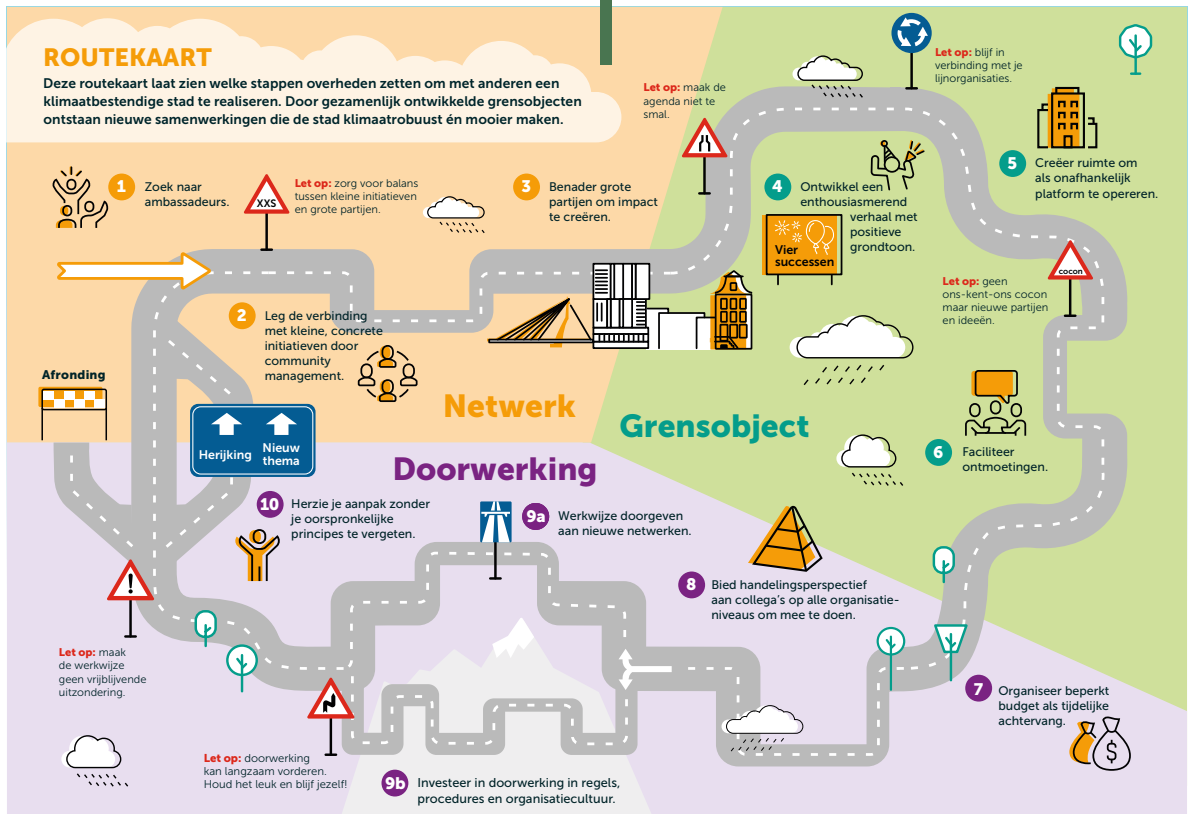 ROUTEKAART
Deze routekaart laat zien welke stappen overheden zetten om met anderen een
klimaatbestendige stad te realiseren. Door gezamenlijk ontwikkelde grensobjecten
ontstaan nieuwe samenwerkingen die de stad klimaatrobuust én mooier maken.
1
Zoek naar
ambassadeurs.
XXS
Let op: zorg voor balans
tussen kleine initiatieven
en grote partijen.
2
Leg de verbinding
met kleine, concrete
initiatieven door
community
management.
3
Benader grote
partijen om impact
te creëren.
Let op: maak de
agenda niet te
smal.
4
Ontwikkel een
enthousiasmerend
verhaal met
positieve
grondtoon.
Vier
successen
Let op: blijf in
verbinding met je
lijnorganisaties.
5
Creëer ruimte om
als onafhankelijk
platform te opereren.
cocon
Let op: geen
ons-kent-ons cocon
maar nieuwe partijen
en ideeën.
6
Faciliteer
ontmoetingen.
Netwerk
Grensobject
Doorwerking
7
Organiseer beperkt
budget als tijdelijke
achtervang.
$
8
Bied handelingsperspectief
aan collega's op alle organisatie-
niveaus om mee te doen.
9a
Werkwijze doorgeven
aan nieuwe netwerken.
9b
Investeer in doorwerking in regels,
procedures en organisatiecultuur.
Let op: doorwerking
kan langzaam vorderen.
Houd het leuk en blijf jezelf!
!
Let op: maak
de werkwijze
geen vrijblijvende
uitzondering.
10
Herzie je aanpak zonder
je oorspronkelijke
principes te vergeten.
Herijking
Nieuw
thema
Afronding